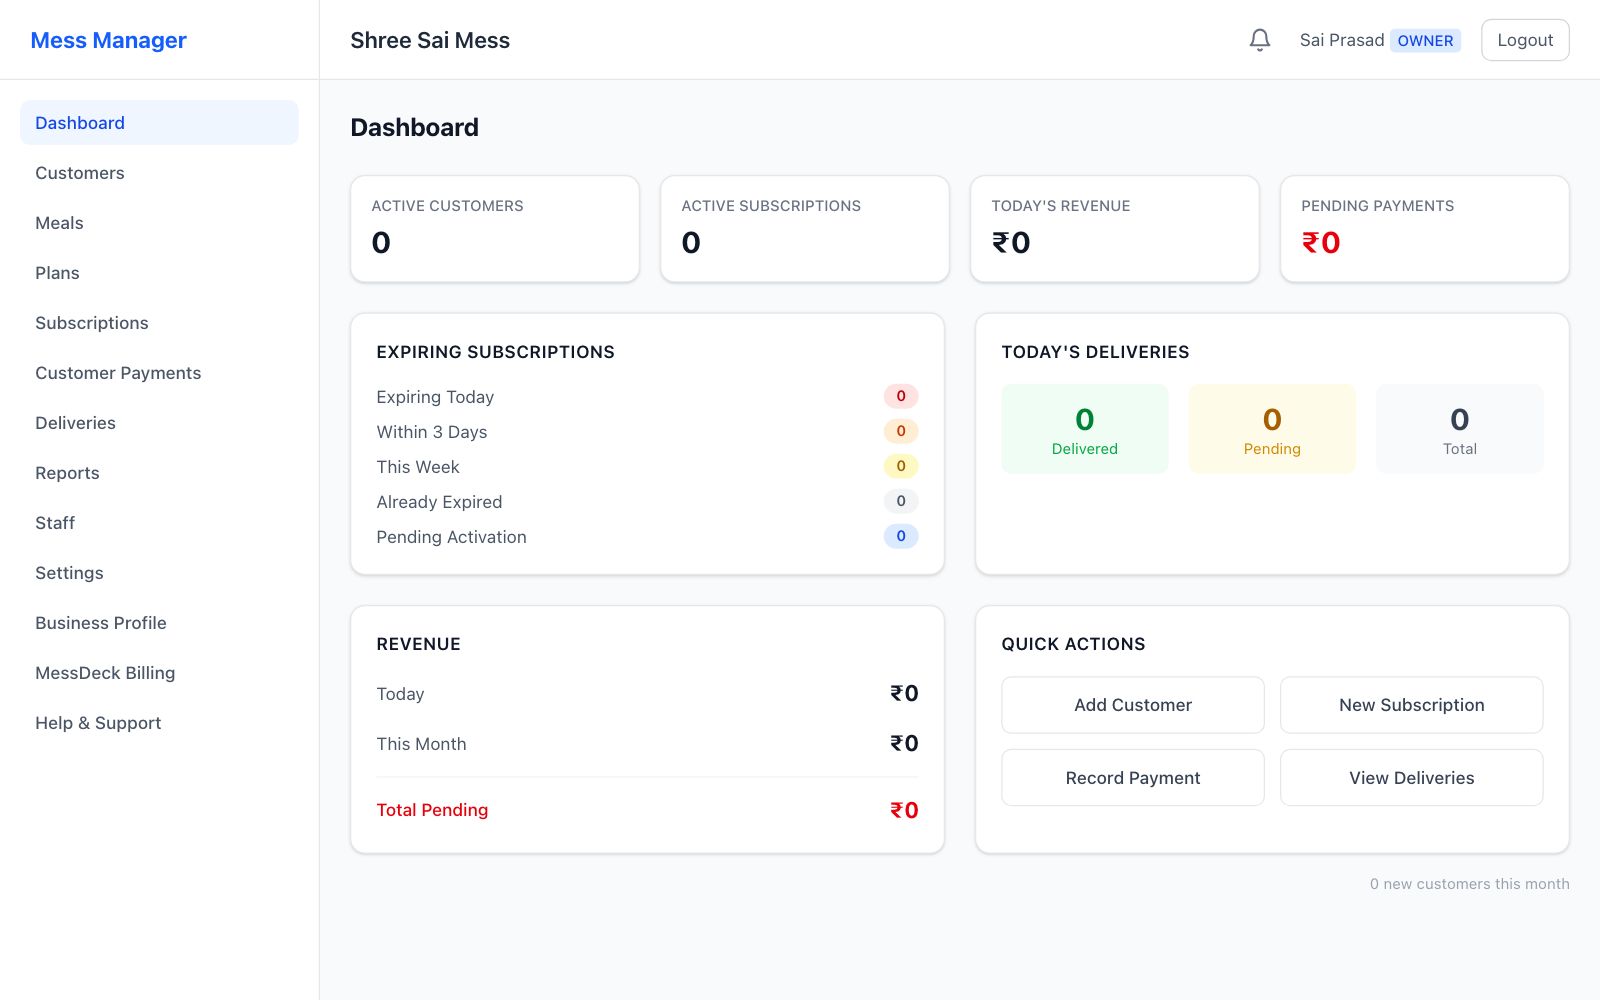 Mess Manager
Shree Sai Mess
Sai Prasad OWNER
Logout
Dashboard
Customers
Meals
Plans
Subscriptions
Customer Payments
Deliveries
Reports
Staff
Settings
Business Profile
MessDeck Billing
Help & Support
Dashboard
ACTIVE CUSTOMERS
0
ACTIVE SUBSCRIPTIONS
0
TODAY'S REVENUE
₹0
PENDING PAYMENTS
₹0
EXPIRING SUBSCRIPTIONS
Expiring Today 0
Within 3 Days 0
This Week 0
Already Expired 0
Pending Activation 0
TODAY'S DELIVERIES
0
Delivered
0
Pending
0
Total
REVENUE
Today ₹0
This Month ₹0
Total Pending ₹0
QUICK ACTIONS
Add Customer
New Subscription
Record Payment
View Deliveries
0 new customers this month